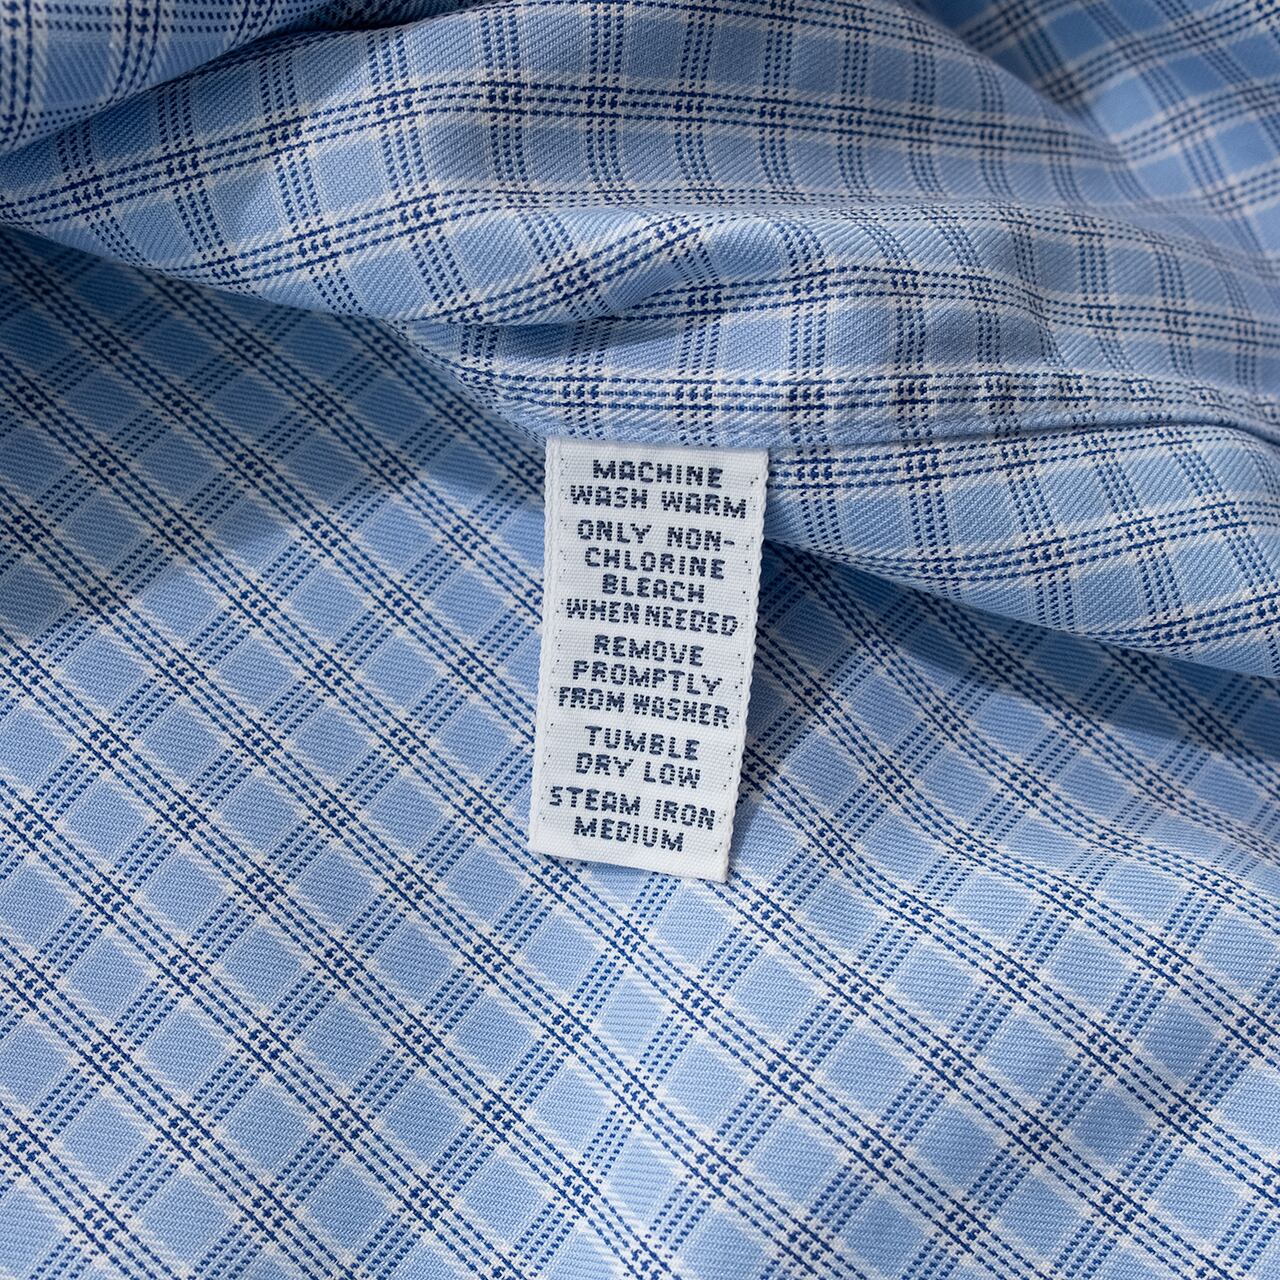 MACHINE
WASH WARM
ONLY NON-
CHLORINE
BLEACH
WHEN NEEDED
REMOVE
PROMPTLY
FROM WASHER
TUMBLE
DRY LOW
STEAM IRON
MEDIUM